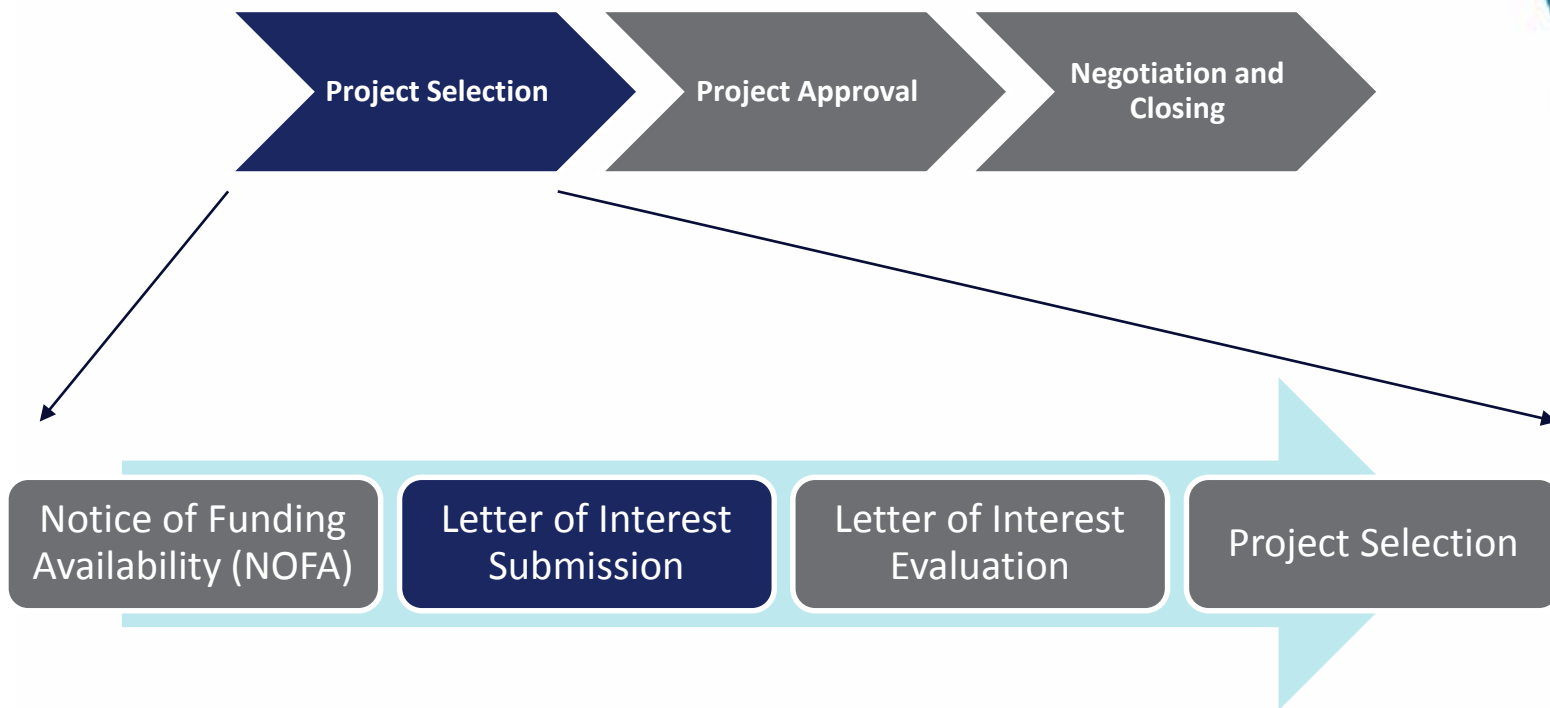 Project Selection
Project Approval
Negotiation and
Closing
Notice of Funding
Availability (NOFA)
Letter of Interest
Submission
Letter of Interest
Evaluation
Project Selection